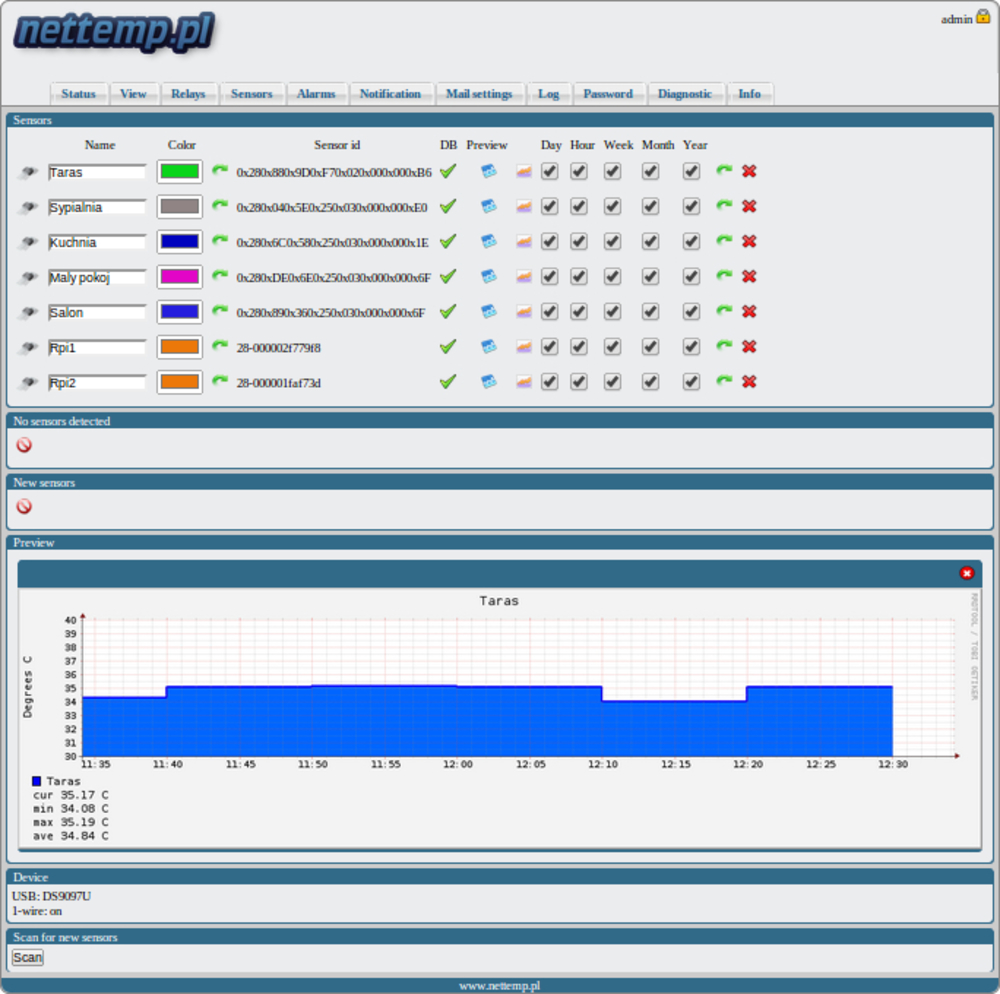 nettemp.pl
admin
Status View Relays Sensors Alarms Notification Mail settings Log Password Diagnostic Info
Sensors
Name Color Sensor id DB Preview Day Hour Week Month Year
Taras 0x280x880x9D0xF70x020x000x000xB6
Sypialnia 0x280x040x5E0x250x030x000x000xE0
Kuchnia 0x280x6C0x580x250x030x000x000x1E
Maly pokoj 0x280xDE0x6E0x250x030x000x000x6F
Salon 0x280x890x360x250x030x000x000x6F
Rpi1 28-000002f779f8
Rpi2 28-000001faf73d
No sensors detected
New sensors
Preview
Taras
RRDTOOL / TOBI OETIKER
Degrees C
40
39
38
37
36
35
34
33
32
31
30
11:35 11:40 11:45 11:50 11:55 12:00 12:05 12:10 12:15 12:20 12:25 12:30
Taras
cur 35.17 C
min 34.08 C
max 35.19 C
ave 34.84 C
Device
USB: DS9097U
1-wire: on
Scan for new sensors
Scan
www.nettemp.pl